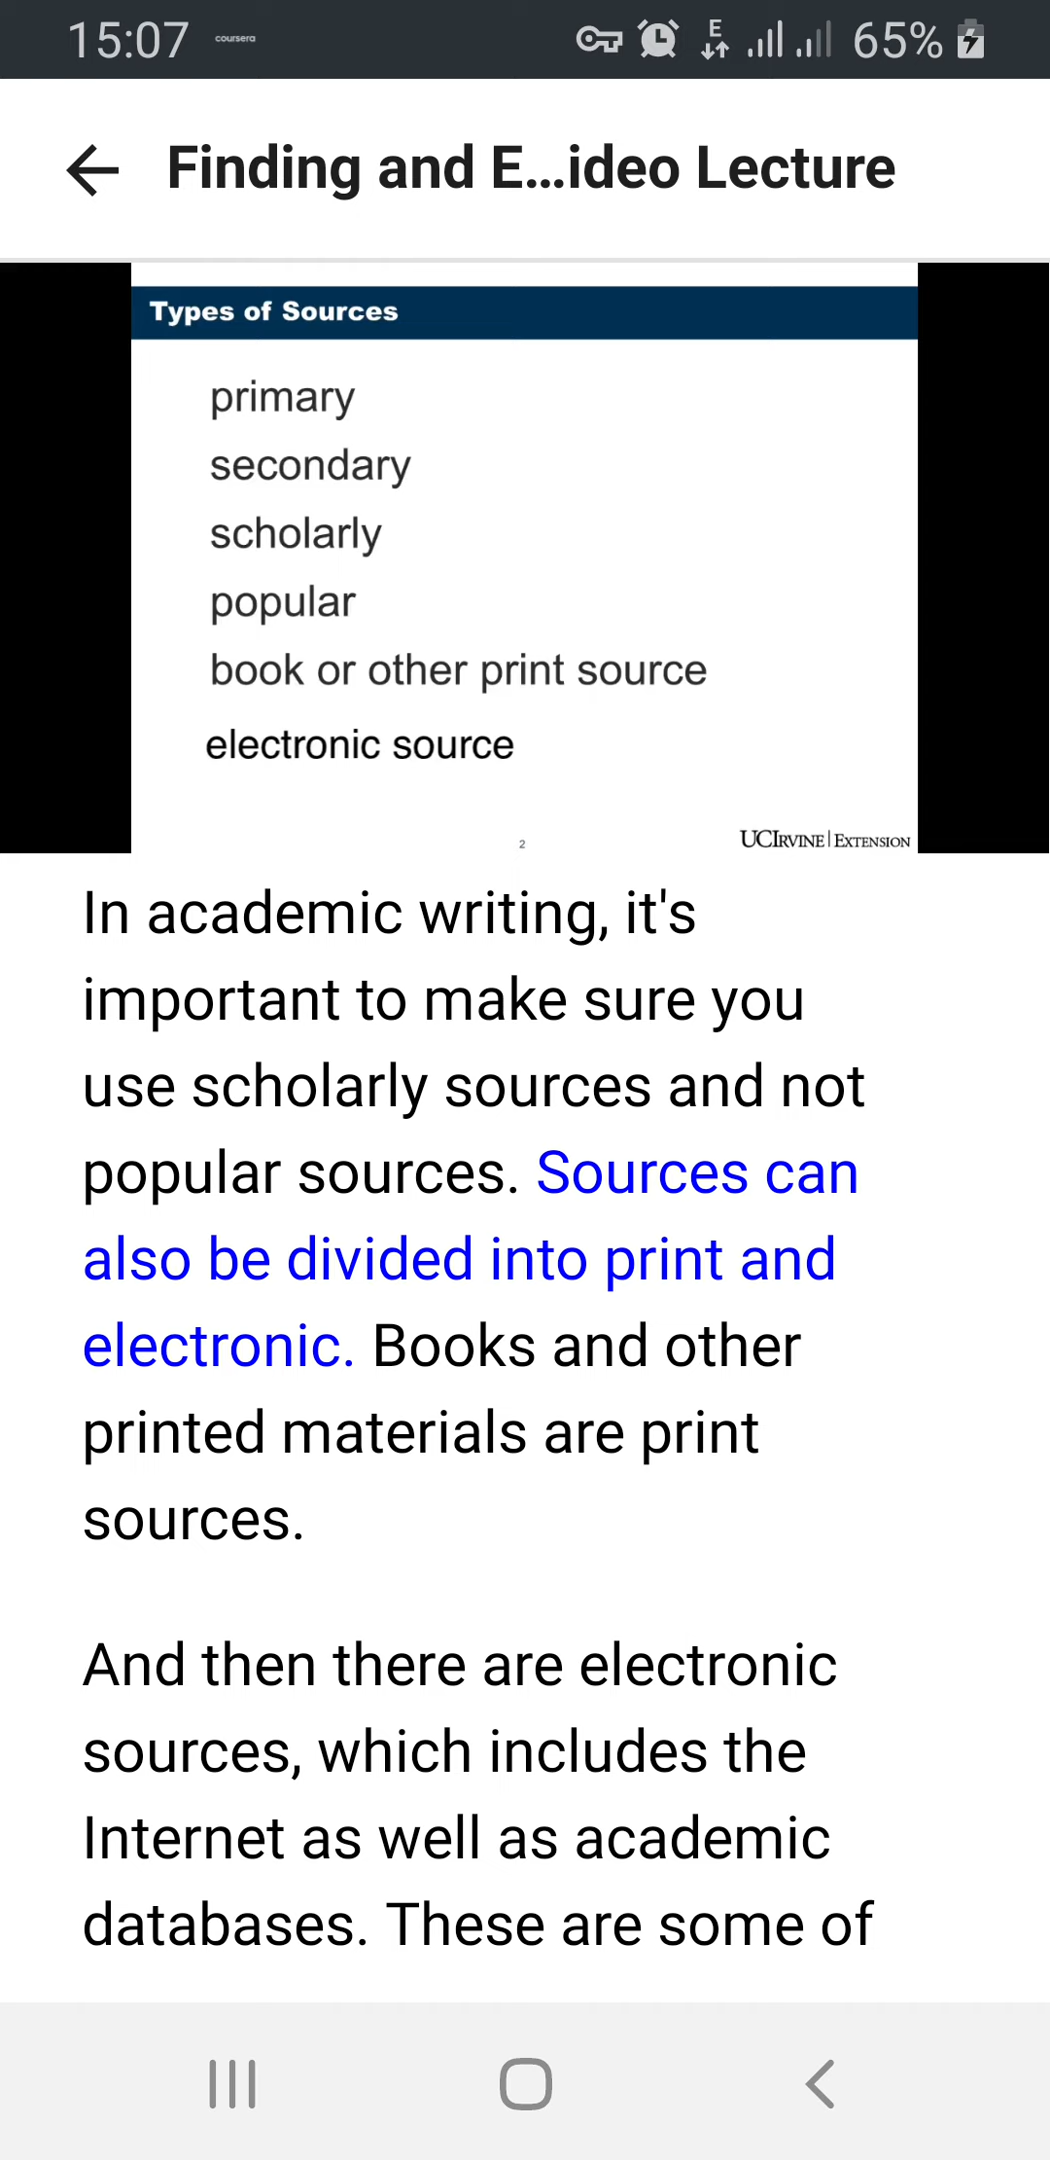 15:07 coursera E 65%
Finding and E...ideo Lecture
Types of Sources
primary
secondary
scholarly
popular
book or other print source
electronic source
2 UCIRVINE | EXTENSION
In academic writing, it's
important to make sure you
use scholarly sources and not
popular sources. Sources can
also be divided into print and
electronic. Books and other
printed materials are print
sources.
And then there are electronic
sources, which includes the
Internet as well as academic
databases. These are some of